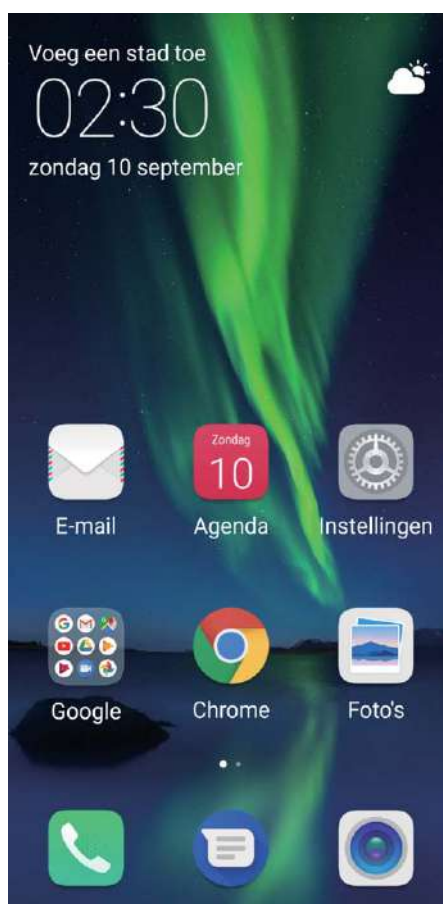 Voeg een stad toe
02:30
zondag 10 september
E-mail
Zondag
10
Agenda
Instellingen
Google
Chrome
Foto's